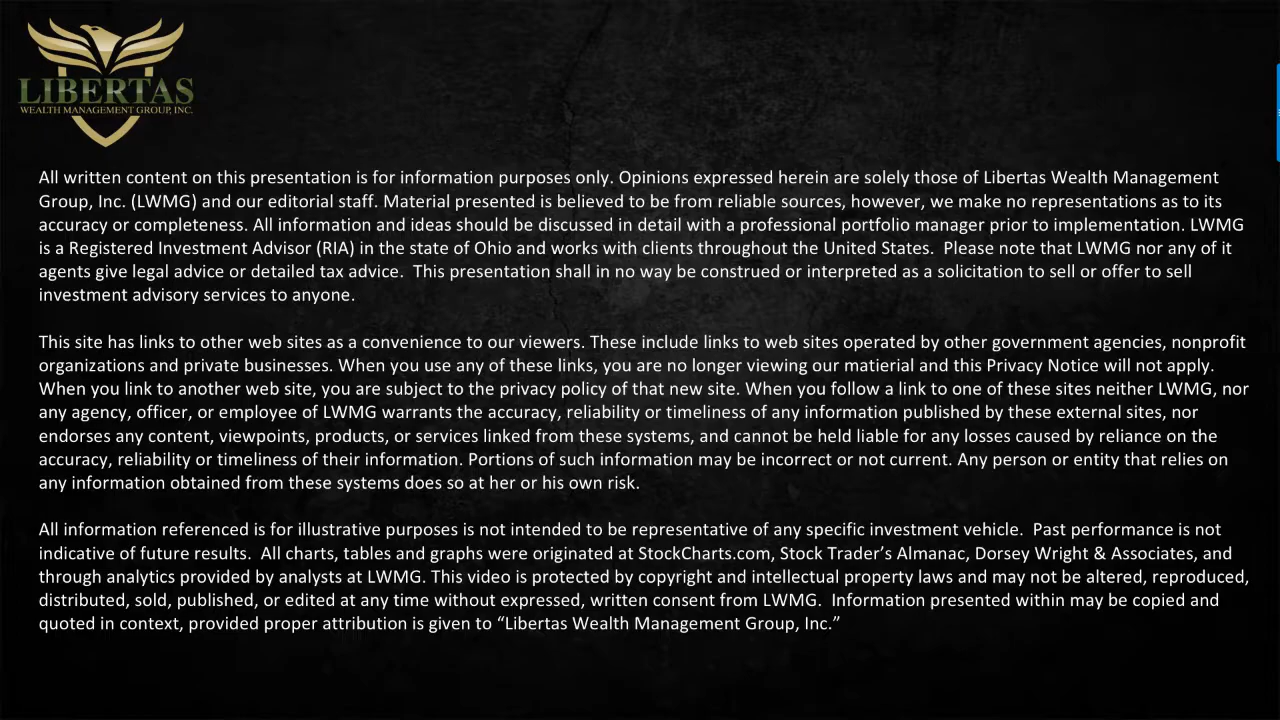 LIBERTAS
WEALTH MANAGEMENT GROUP, INC.
All written content on this presentation is for information purposes only. Opinions expressed herein are solely those of Libertas Wealth Management
Group, Inc. (LWMG) and our editorial staff. Material presented is believed to be from reliable sources, however, we make no representations as to its
accuracy or completeness. All information and ideas should be discussed in detail with a professional portfolio manager prior to implementation. LWMG
is a Registered Investment Advisor (RIA) in the state of Ohio and works with clients throughout the United States.  Please note that LWMG nor any of it
agents give legal advice or detailed tax advice.  This presentation shall in no way be construed or interpreted as a solicitation to sell or offer to sell
investment advisory services to anyone.
This site has links to other web sites as a convenience to our viewers. These include links to web sites operated by other government agencies, nonprofit
organizations and private businesses. When you use any of these links, you are no longer viewing our matierial and this Privacy Notice will not apply.
When you link to another web site, you are subject to the privacy policy of that new site. When you follow a link to one of these sites neither LWMG, nor
any agency, officer, or employee of LWMG warrants the accuracy, reliability or timeliness of any information published by these external sites, nor
endorses any content, viewpoints, products, or services linked from these systems, and cannot be held liable for any losses caused by reliance on the
accuracy, reliability or timeliness of their information. Portions of such information may be incorrect or not current. Any person or entity that relies on
any information obtained from these systems does so at her or his own risk.
All information referenced is for illustrative purposes is not intended to be representative of any specific investment vehicle.  Past performance is not
indicative of future results.  All charts, tables and graphs were originated at StockCharts.com, Stock Trader’s Almanac, Dorsey Wright & Associates, and
through analytics provided by analysts at LWMG. This video is protected by copyright and intellectual property laws and may not be altered, reproduced,
distributed, sold, published, or edited at any time without expressed, written consent from LWMG.  Information presented within may be copied and
quoted in context, provided proper attribution is given to “Libertas Wealth Management Group, Inc.”